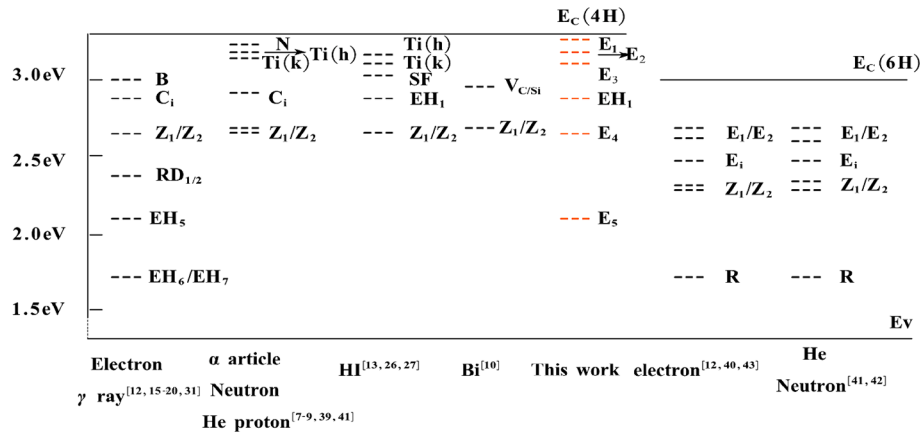 E_C (4H)
N
Ti (h)
Ti (k)
Ti (h)
Ti (k)
E_1
E_2
E_C (6H)
3.0eV
B
SF
E_3
C_i
C_i
EH_1
V_C/Si
EH_1
Z_1/Z_2
Z_1/Z_2
Z_1/Z_2
Z_1/Z_2
E_4
E_1/E_2
E_1/E_2
2.5eV
E_i
E_i
RD_1/2
Z_1/Z_2
Z_1/Z_2
EH_5
E_5
2.0eV
EH_6/EH_7
R
R
1.5eV
Ev
Electron
γ ray[12, 15-20, 31]
α article
Neutron
He proton[7-9, 39, 41]
HI[13, 26, 27]
Bi[10]
This work
electron[12, 40, 43]
He
Neutron[41, 42]